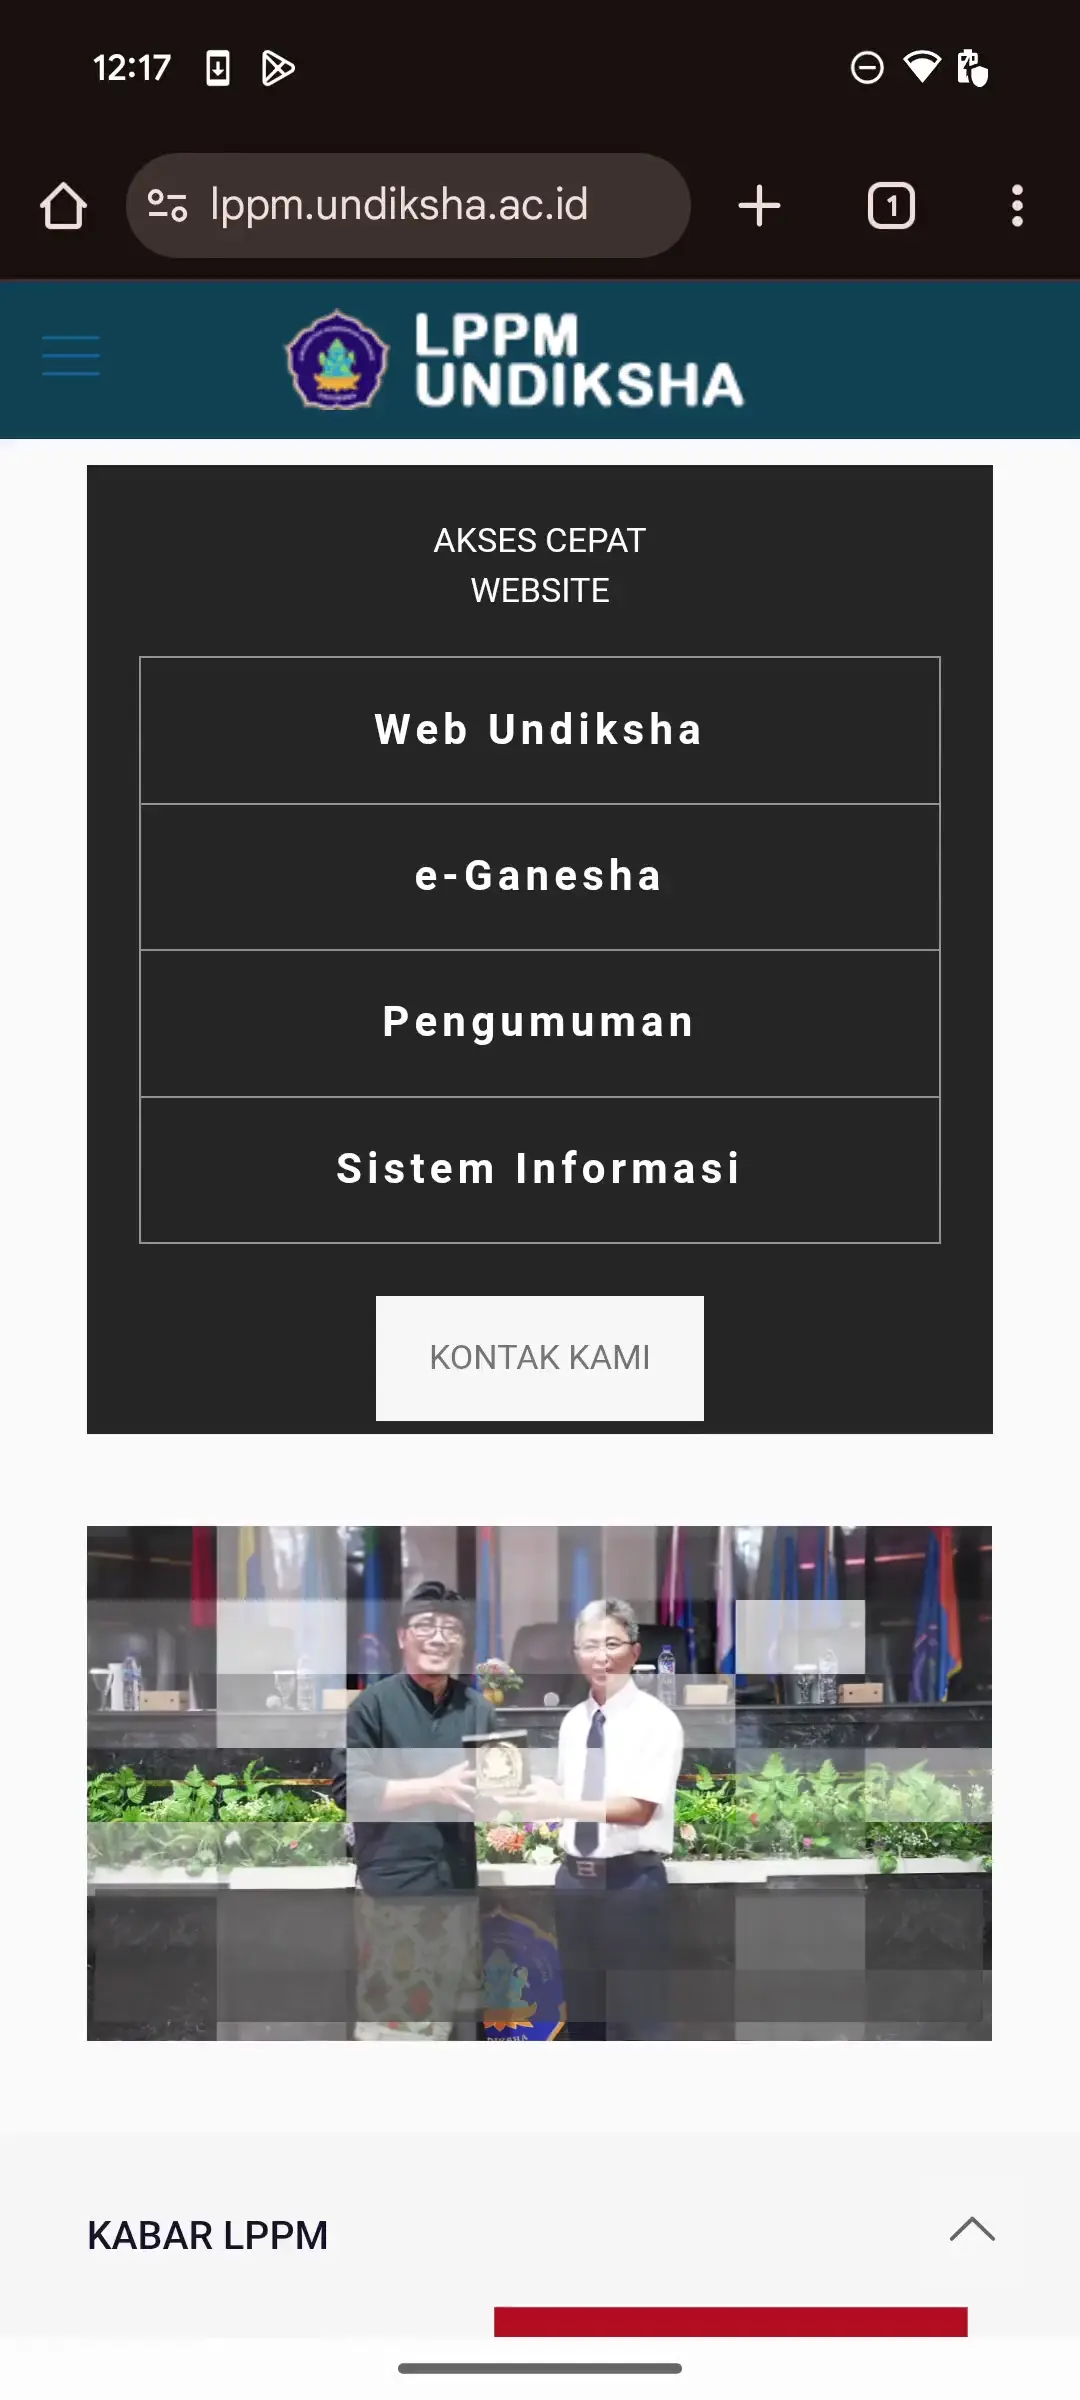 12:17
lppm.undiksha.ac.id
1
LPPM
UNDIKSHA
AKSES CEPAT
WEBSITE
Web Undiksha
e-Ganesha
Pengumuman
Sistem Informasi
KONTAK KAMI
KABAR LPPM